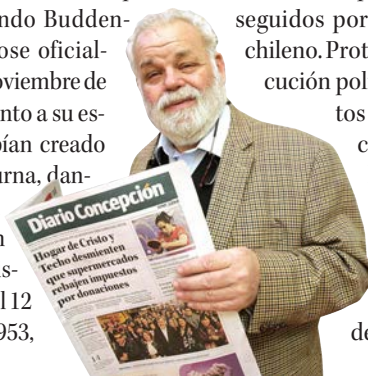 ndo Budden-
ose oficial-
oviembre de
nto a su es-
bían creado
urna, dan-
l 12
953,
seguidos por
chileno. Prot
cución pol
tos
c
de
Diario Concepción
Hogar de Cristo y
Techo desmienten
que supermercados
rebajen impuestos
por donaciones